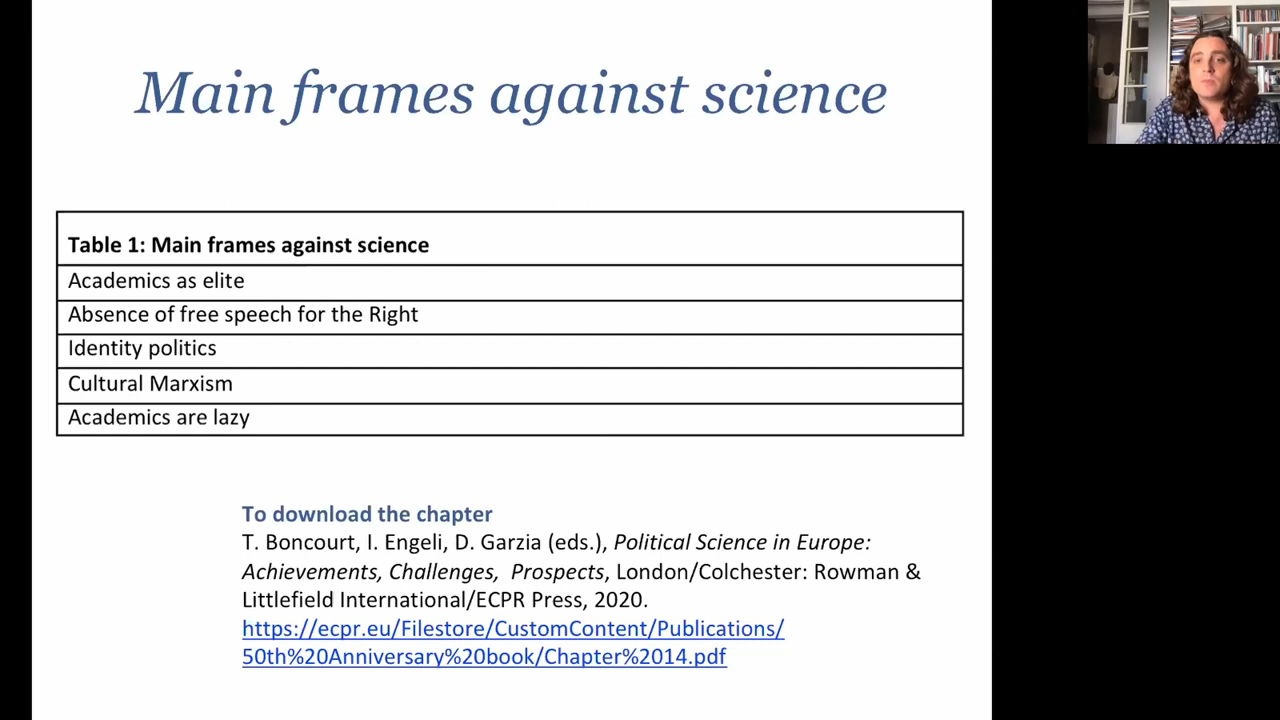 Main frames against science
Table 1: Main frames against science
Academics as elite
Absence of free speech for the Right
Identity politics
Cultural Marxism
Academics are lazy
To download the chapter
T. Boncourt, I. Engeli, D. Garzia (eds.), Political Science in Europe:
Achievements, Challenges,  Prospects, London/Colchester: Rowman &
Littlefield International/ECPR Press, 2020.
https://ecpr.eu/Filestore/CustomContent/Publications/
50th%20Anniversary%20book/Chapter%2014.pdf